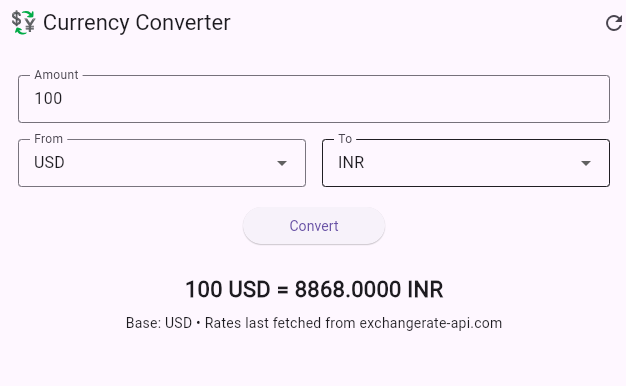 Currency Converter
Amount
100
From
To
USD
INR
Convert
100 USD = 8868.0000 INR
Base: USD • Rates last fetched from exchangerate-api.com